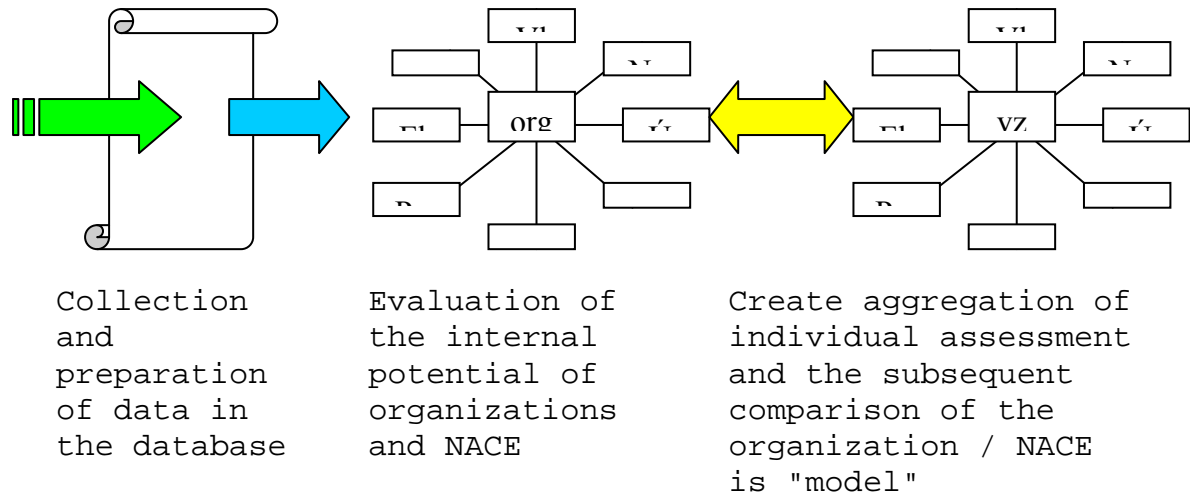 org
vz
Collection
and
preparation
of data in
the database
Evaluation of
the internal
potential of
organizations
and NACE
Create aggregation of
individual assessment
and the subsequent
comparison of the
organization / NACE
is "model"